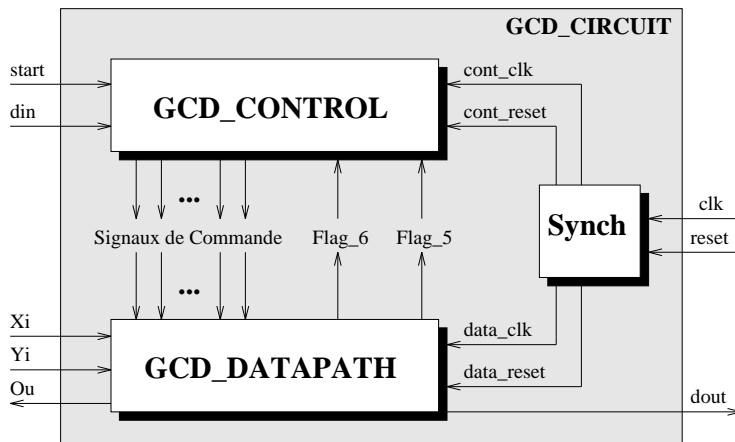 GCD_CIRCUIT
start
cont_clk
GCD_CONTROL
din
cont_reset
...
Synch
clk
Signaux de Commande
Flag_6
Flag_5
reset
...
Xi
data_clk
Yi
GCD_DATAPATH
data_reset
Ou
dout